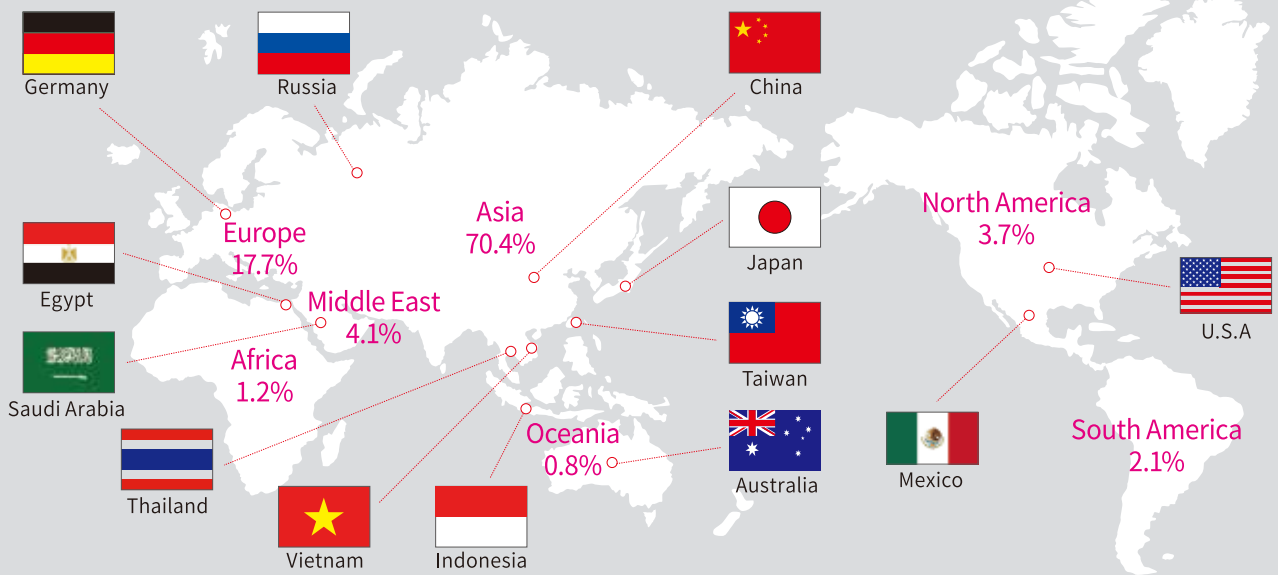 Germany
Russia
China
Europe
17.7%
Asia
70.4%
Japan
North America
3.7%
U.S.A
Egypt
Middle East
4.1%
Saudi Arabia
Africa
1.2%
Taiwan
Thailand
Vietnam
Indonesia
Oceania
0.8%
Australia
Mexico
South America
2.1%